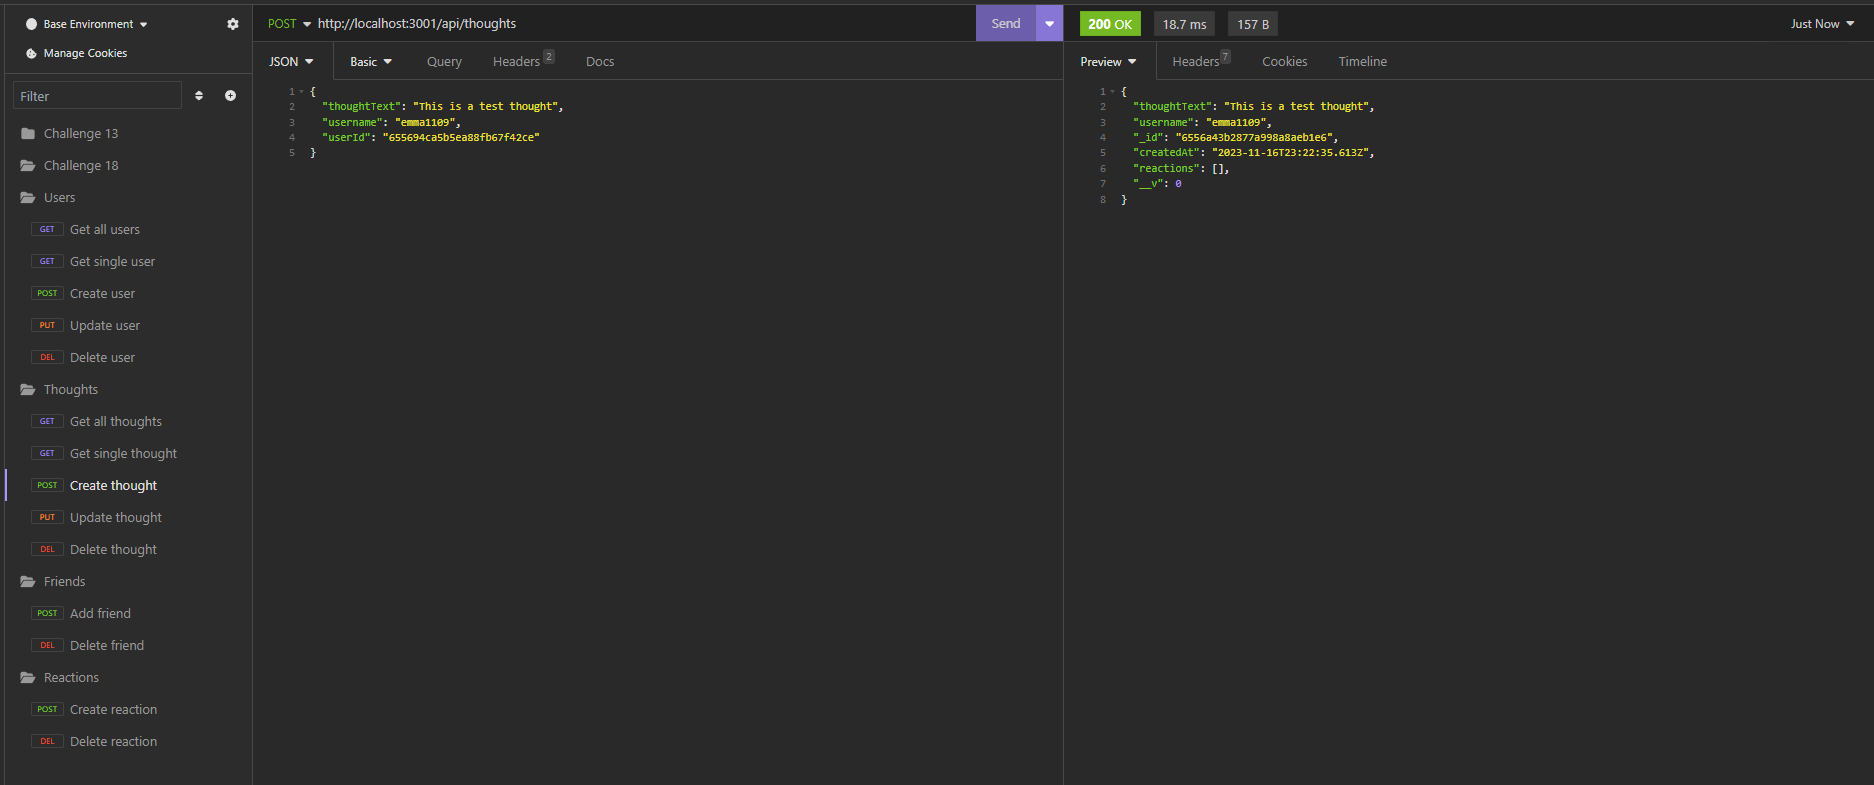 Base Environment
Manage Cookies
Filter
Challenge 13
Challenge 18
Users
GET Get all users
GET Get single user
POST Create user
PUT Update user
DEL Delete user
Thoughts
GET Get all thoughts
GET Get single thought
POST Create thought
PUT Update thought
DEL Delete thought
Friends
POST Add friend
DEL Delete friend
Reactions
POST Create reaction
DEL Delete reaction
POST http://localhost:3001/api/thoughts Send
JSON Basic Query Headers 2 Docs
1 {
2 "thoughtText": "This is a test thought",
3 "username": "emma1109",
4 "userId": "655694ca5b5ea88fb67f42ce"
5 }
200 OK 18.7 ms 157 B Just Now
Preview Headers 7 Cookies Timeline
1 {
2 "thoughtText": "This is a test thought",
3 "username": "emma1109",
4 "_id": "6556a43b2877a998a8aeb1e6",
5 "createdAt": "2023-11-16T23:22:35.613Z",
6 "reactions": [],
7 "__v": 0
8 }